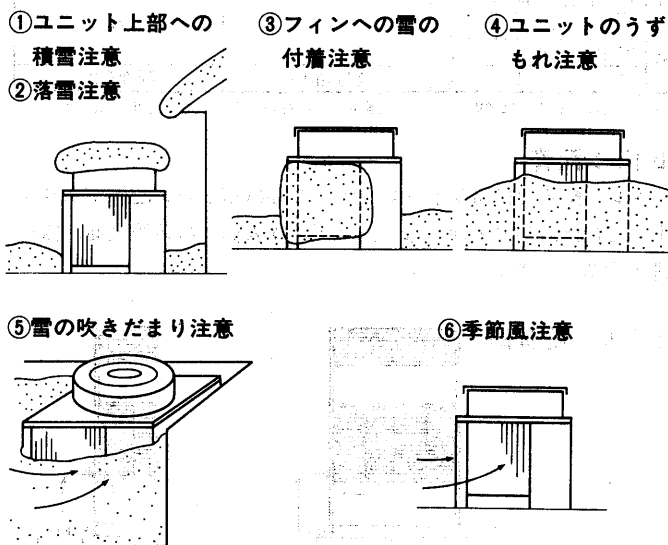 ①ユニット上部への
積雪注意
②落雪注意
③フィンへの雪の
付着注意
④ユニットのうず
もれ注意
⑤雪の吹きだまり注意
⑥季節風注意